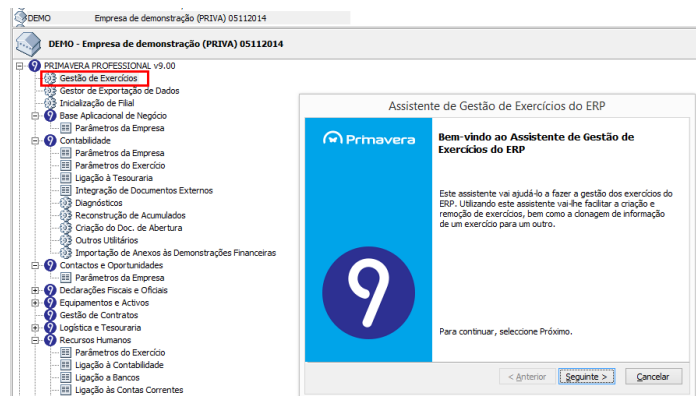 DEMO Empresa de demonstração (PRIVA) 05112014
DEMO - Empresa de demonstração (PRIVA) 05112014
PRIMAVERA PROFESSIONAL v9.00
Gestão de Exercícios
Gestor de Exportação de Dados
Inicialização de Filial
Base Aplicacional de Negócio
Parâmetros da Empresa
Contabilidade
Parâmetros da Empresa
Parâmetros do Exercício
Ligação à Tesouraria
Integração de Documentos Externos
Diagnósticos
Reconstrução de Acumulados
Criação do Doc. de Abertura
Outros Utilitários
Importação de Anexos às Demonstrações Financeiras
Contactos e Oportunidades
Parâmetros da Empresa
Declarações Fiscais e Oficiais
Equipamentos e Activos
Gestão de Contratos
Logística e Tesouraria
Recursos Humanos
Parâmetros do Exercício
Ligação à Contabilidade
Ligação a Bancos
Ligação às Contas Correntes
Assistente de Gestão de Exercícios do ERP
Primavera
9
Bem-vindo ao Assistente de Gestão de
Exercícios do ERP
Este assistente vai ajudá-lo a fazer a gestão dos exercícios do
ERP. Utilizando este assistente vai-lhe facilitar a criação e
remoção de exercícios, bem como a clonagem de informação
de um exercício para um outro.
Para continuar, seleccione Próximo.
< Anterior Seguinte > Cancelar